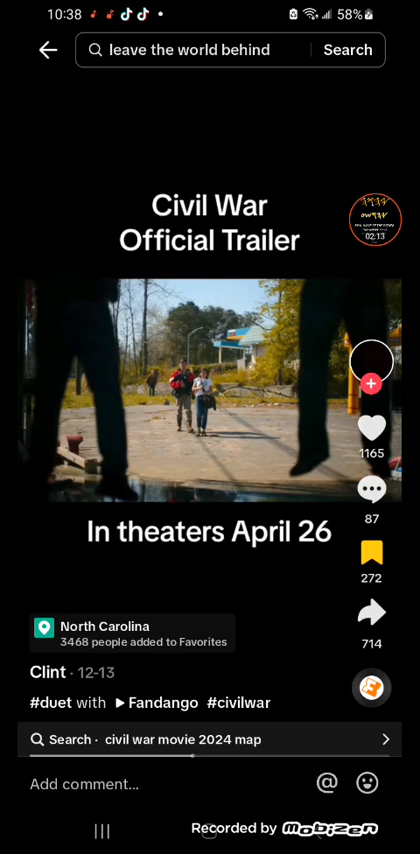 10:38
58%
leave the world behind
Search
Civil War
Official Trailer
02:13
1165
87
In theaters April 26
272
714
North Carolina
3468 people added to Favorites
Clint · 12-13
#duet with ▶ Fandango #civilwar
Search · civil war movie 2024 map
Add comment...
@
Recorded by Mobizen